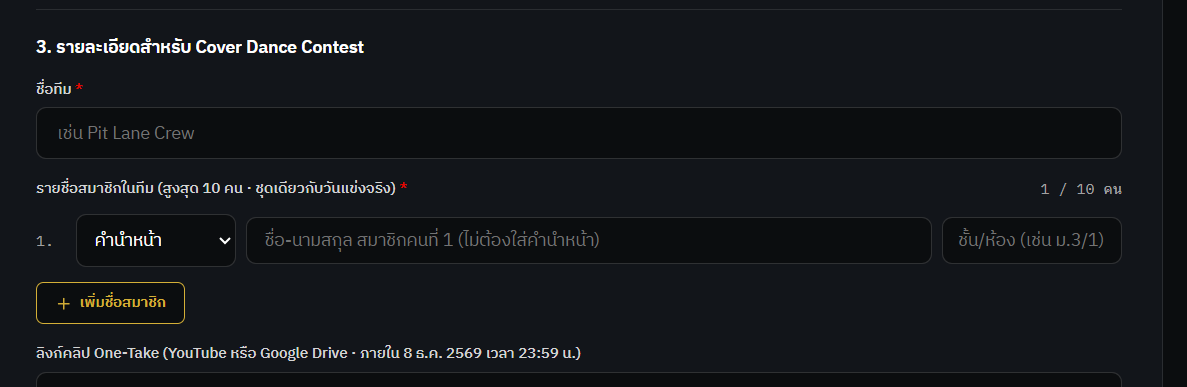 3. รายละเอียดสำหรับ Cover Dance Contest
ชื่อทีม *
เช่น Pit Lane Crew
รายชื่อสมาชิกในทีม (สูงสุด 10 คน · ชุดเดียวกับวันแข่งจริง) *
1 / 10 คน
1. คำนำหน้า ชื่อ-นามสกุล สมาชิกคนที่ 1 (ไม่ต้องใส่คำนำหน้า) ชั้น/ห้อง (เช่น ม.3/1)
+ เพิ่มชื่อสมาชิก
ลิงก์คลิป One-Take (YouTube หรือ Google Drive · ภายใน 8 ธ.ค. 2569 เวลา 23:59 น.)